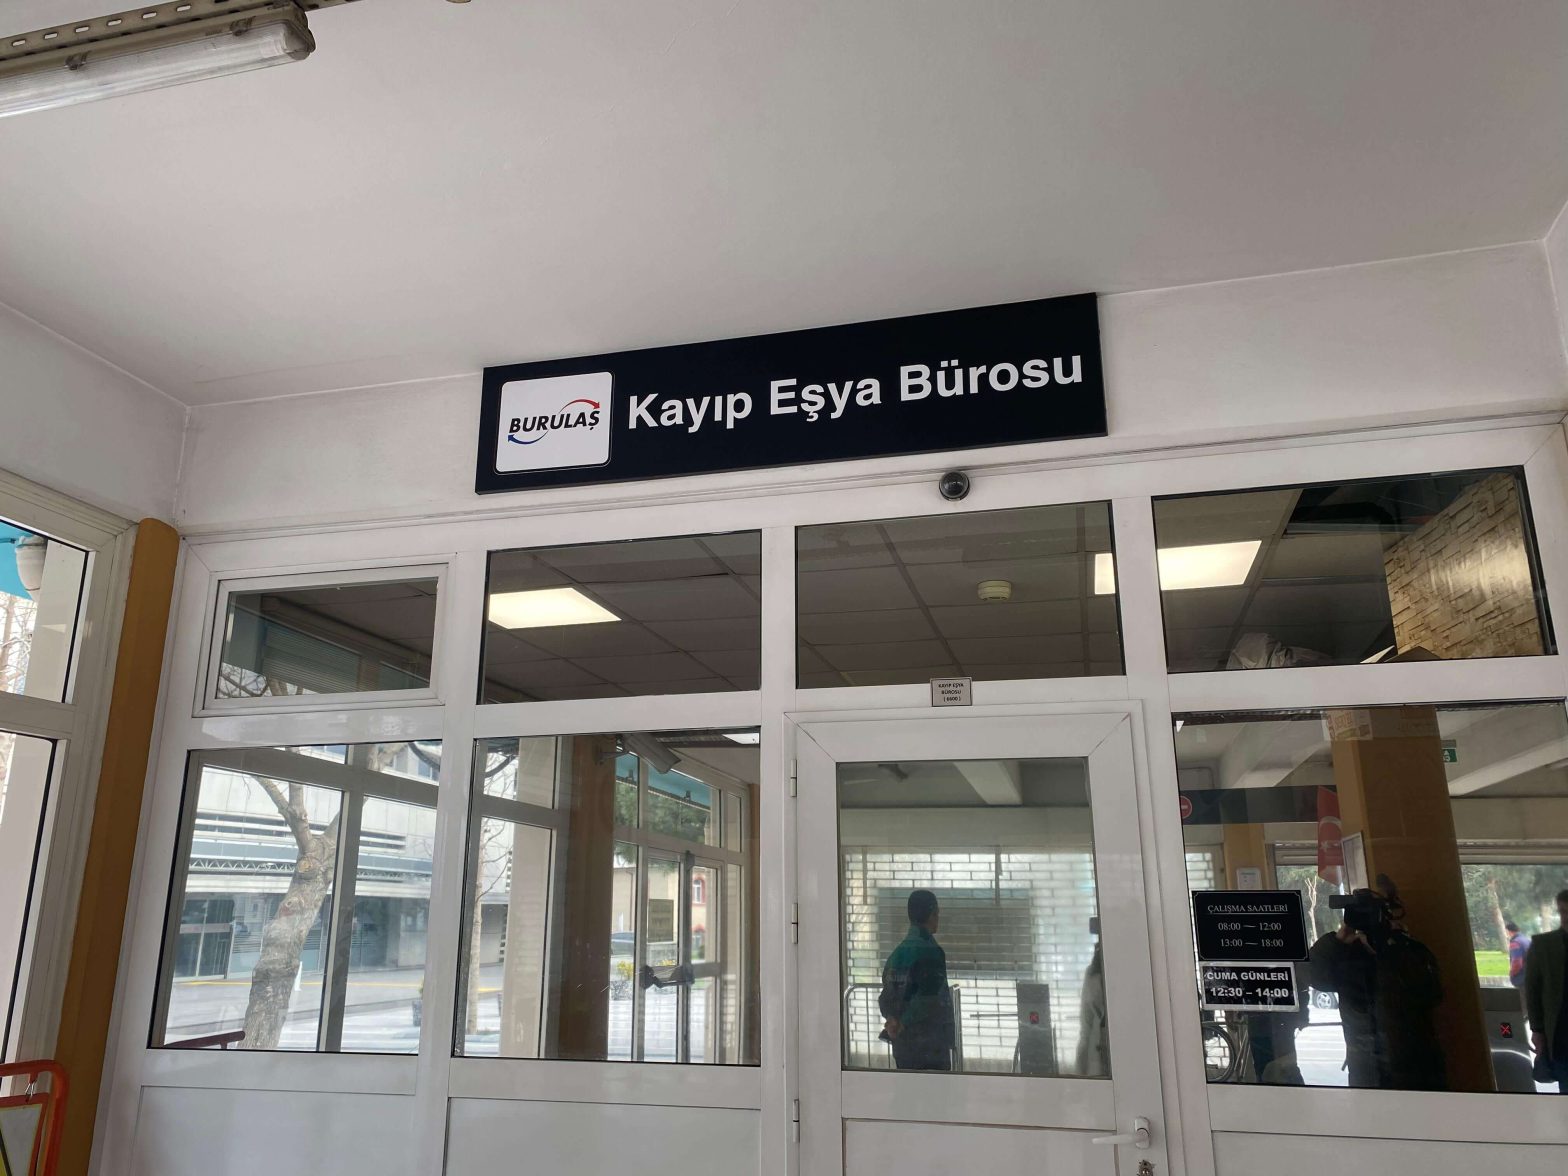 BURULAŞ
Kayıp Eşya Bürosu
KAYIP EŞYA
BÜROSU
ÇALIŞMA SAATLERİ
08:00 — 12:00
13:00 — 18:00
CUMA GÜNLERİ
12:30 - 14:00